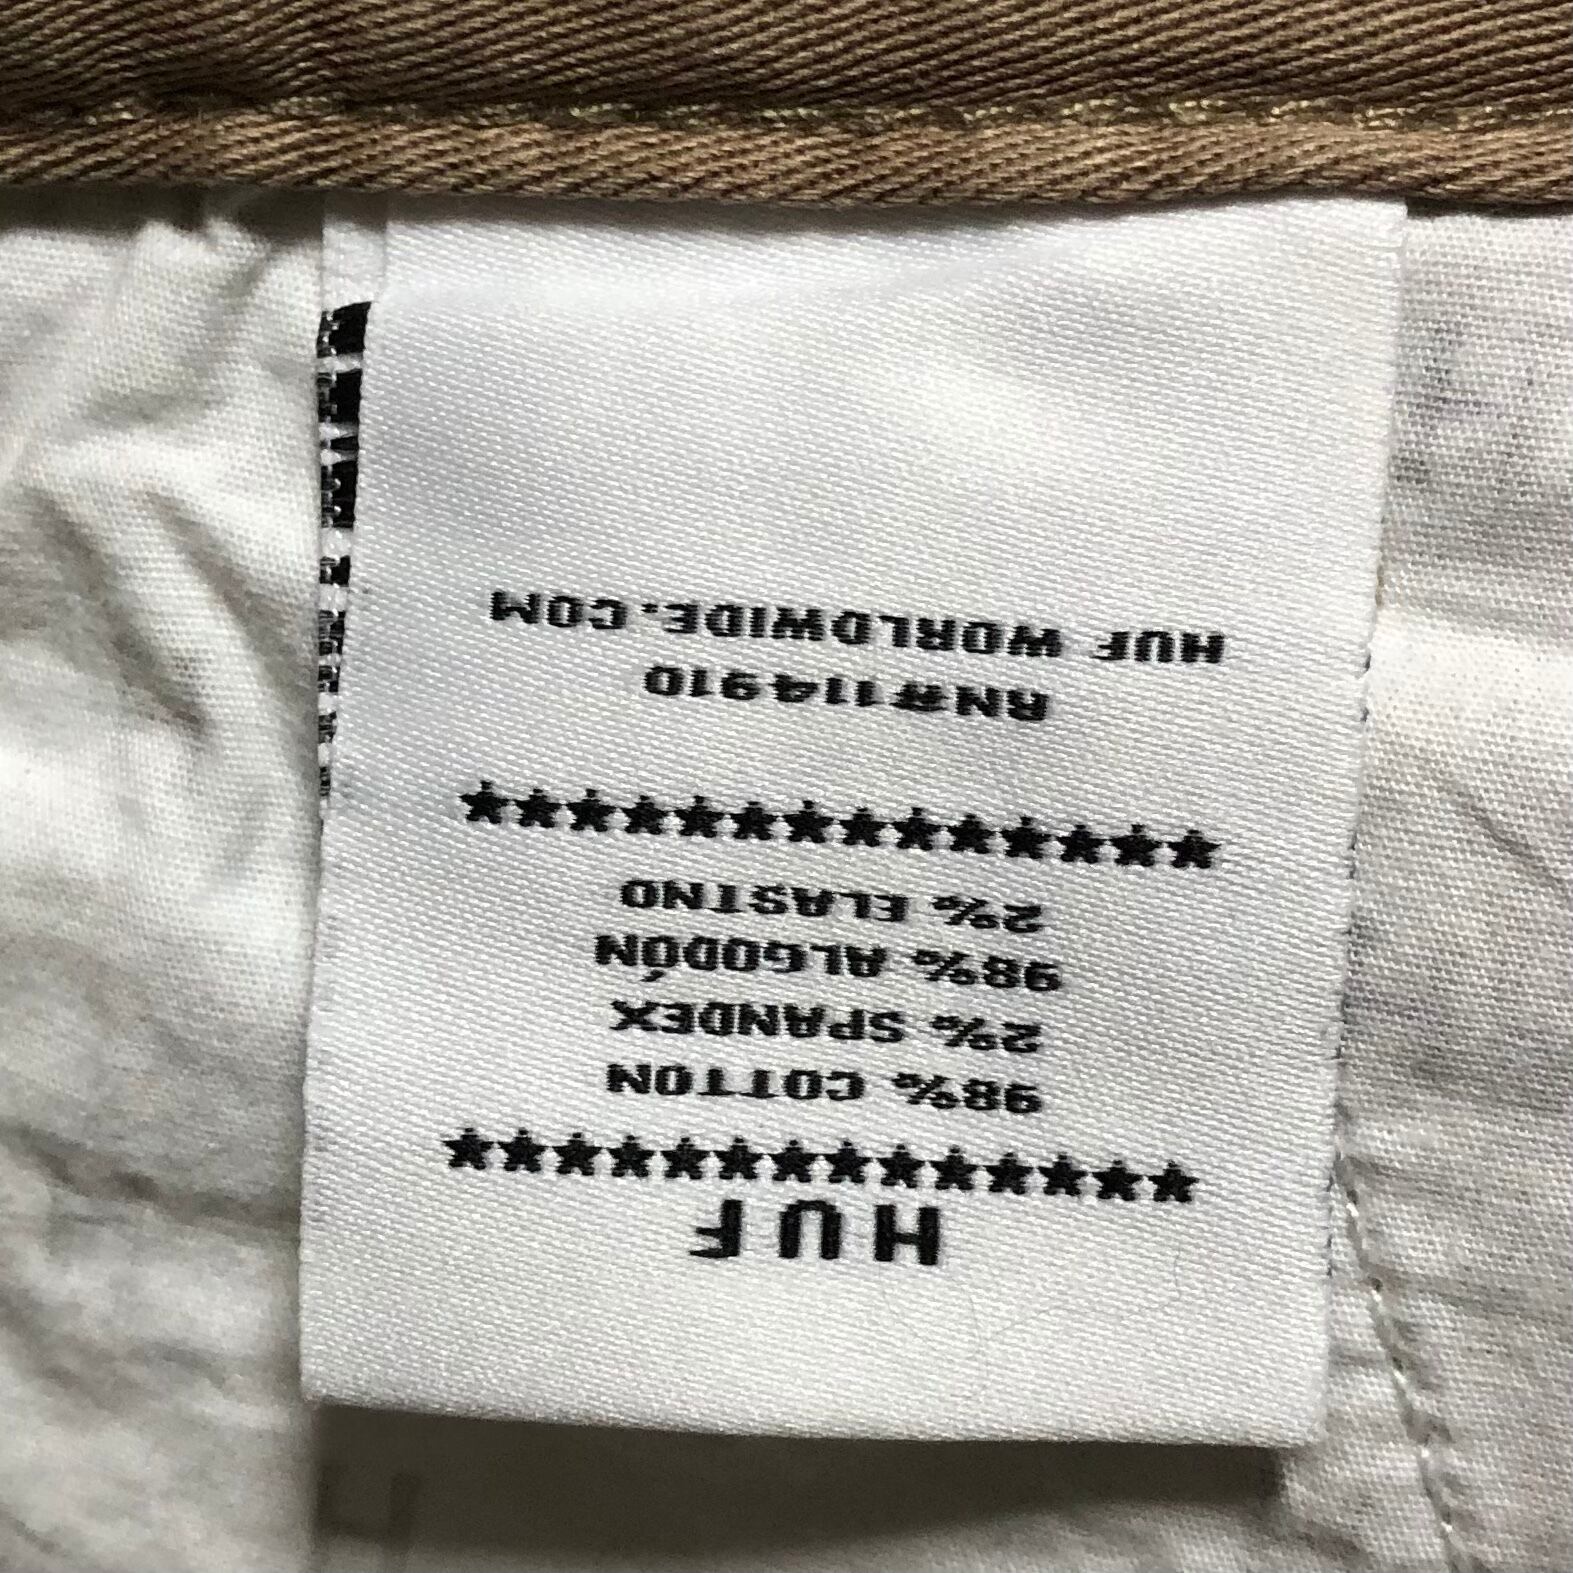 HUF
★★★★★★★★★★★★★★
98% COTTON
2% SPANDEX
98% ALGODÓN
2% ELASTNO
★★★★★★★★★★★★★★
RN#114910
HUF WORLDWIDE.COM